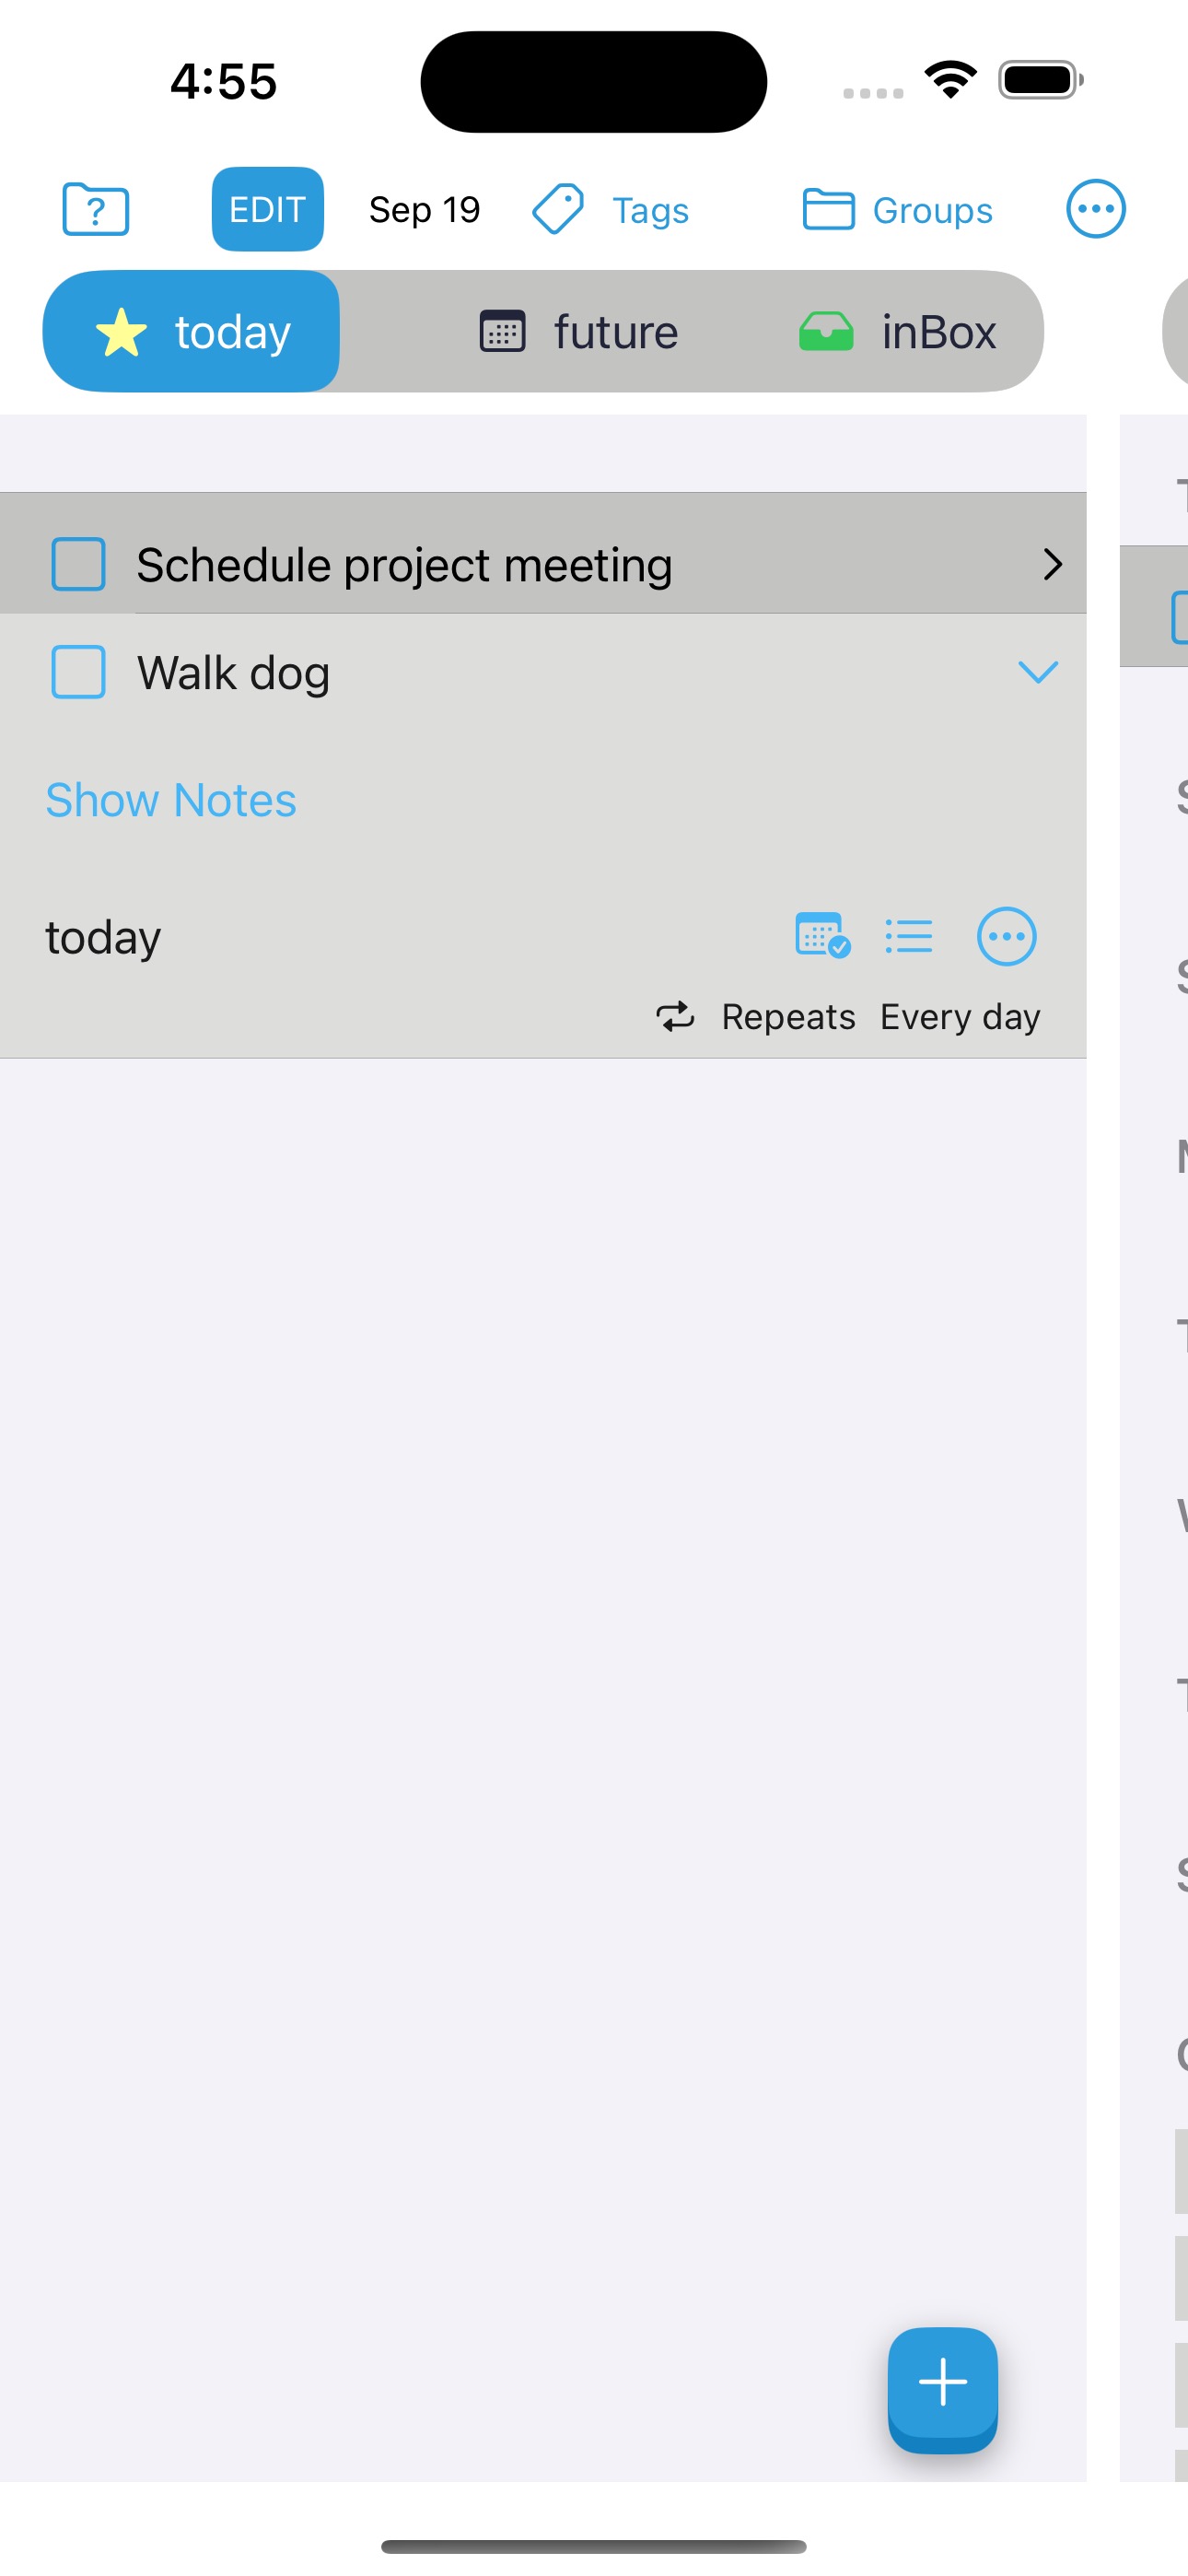 4:55
EDIT Sep 19 Tags Groups
today future inBox
Schedule project meeting
Walk dog
Show Notes
today
Repeats Every day